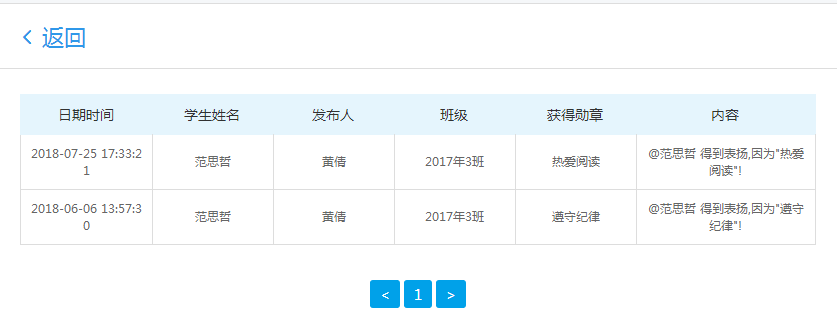 返回
日期时间 学生姓名 发布人 班级 获得勋章 内容
2018-07-25 17:33:2
1
范思哲 黄倩 2017年3班 热爱阅读
@范思哲 得到表扬,因为"热爱
阅读"!
2018-06-06 13:57:3
0
范思哲 黄倩 2017年3班 遵守纪律
@范思哲 得到表扬,因为"遵守
纪律"!
< 1 >